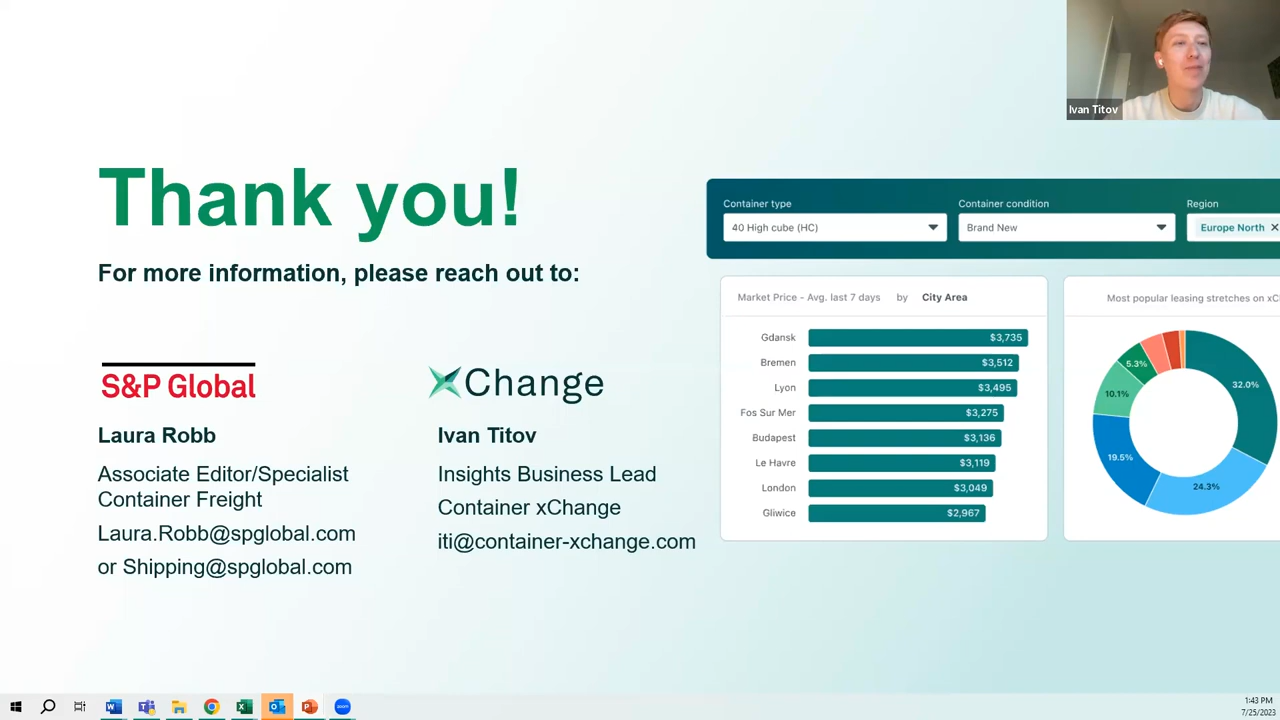 Ivan Titov
Thank you!
For more information, please reach out to:
S&P Global
Laura Robb
Associate Editor/Specialist
Container Freight
Laura.Robb@spglobal.com
or Shipping@spglobal.com
xChange
Ivan Titov
Insights Business Lead
Container xChange
iti@container-xchange.com
Container type
40 High cube (HC)
Container condition
Brand New
Region
Europe North ×
Market Price - Avg. last 7 days by City Area
Gdansk $3,735
Bremen $3,512
Lyon $3,495
Fos Sur Mer $3,275
Budapest $3,136
Le Havre $3,119
London $3,049
Gliwice $2,967
Most popular leasing stretches on xC
5.3%
32.0%
10.1%
19.5%
24.3%
zoom
1:43 PM
7/25/2023